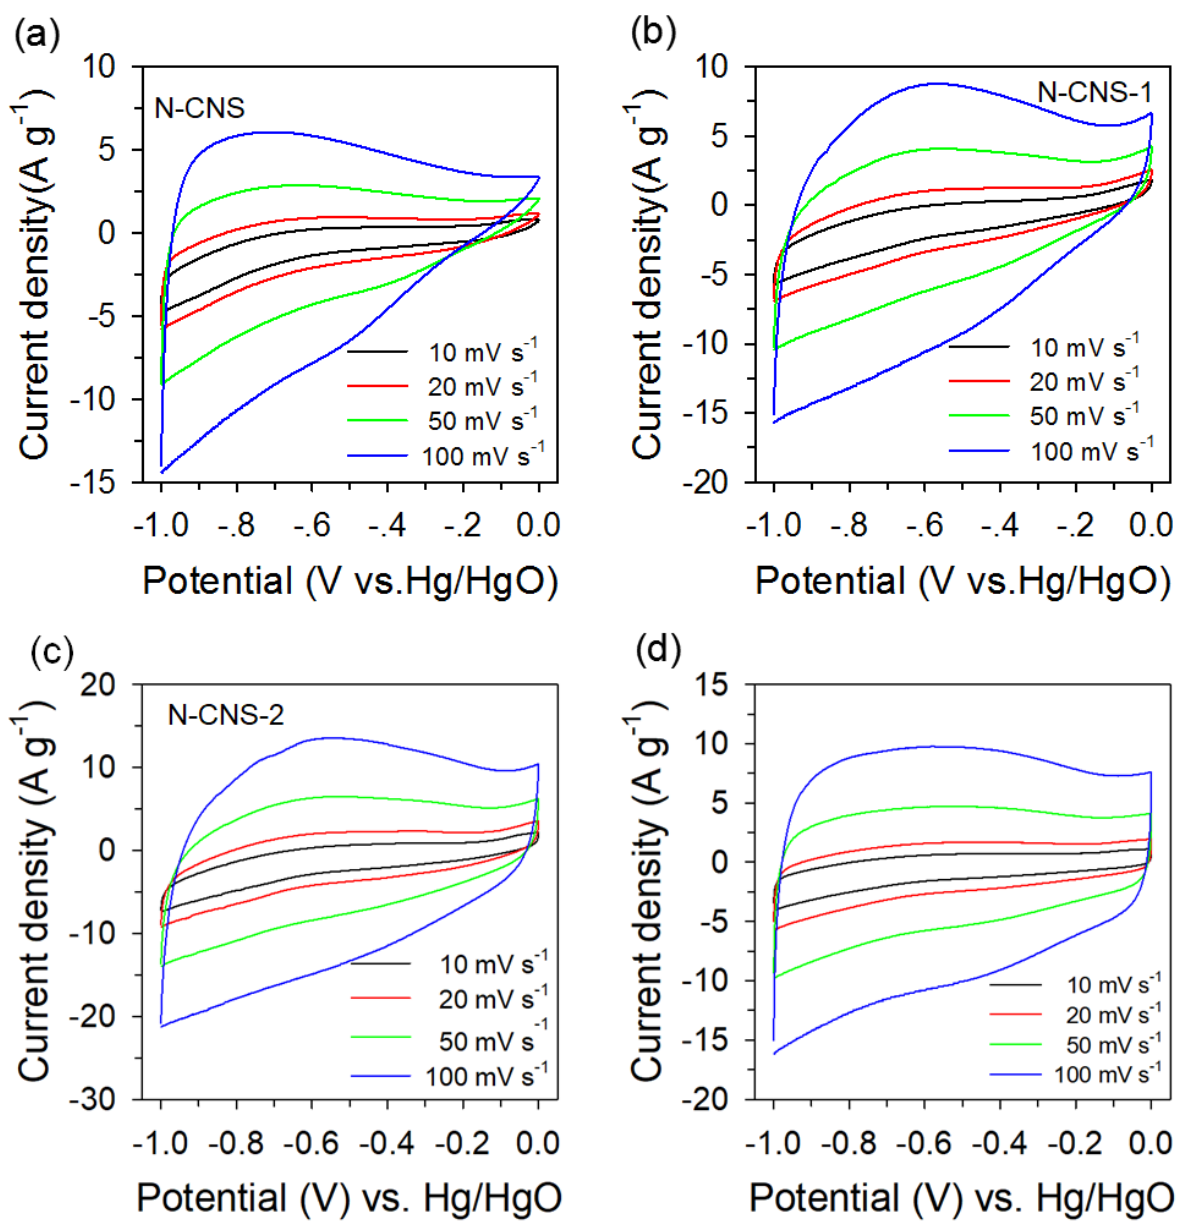 (a)
Current density(A g⁻¹)
10
5
0
-5
-10
-15
N-CNS
10 mV s⁻¹
20 mV s⁻¹
50 mV s⁻¹
100 mV s⁻¹
-1.0 -.8 -.6 -.4 -.2 0.0
Potential (V vs.Hg/HgO)
(b)
Current density(A g⁻¹)
10
5
0
-5
-10
-15
-20
N-CNS-1
10 mV s⁻¹
20 mV s⁻¹
50 mV s⁻¹
100 mV s⁻¹
-1.0 -.8 -.6 -.4 -.2 0.0
Potential (V vs.Hg/HgO)
(c)
Current density (A g⁻¹)
20
10
0
-10
-20
-30
N-CNS-2
10 mV s⁻¹
20 mV s⁻¹
50 mV s⁻¹
100 mV s⁻¹
-1.0 -0.8 -0.6 -0.4 -0.2 0.0
Potential (V) vs. Hg/HgO
(d)
Current density (A g⁻¹)
15
10
5
0
-5
-10
-15
-20
10 mV s⁻¹
20 mV s⁻¹
50 mV s⁻¹
100 mV s⁻¹
-1.0 -0.8 -0.6 -0.4 -0.2 0.0
Potential (V) vs. Hg/HgO